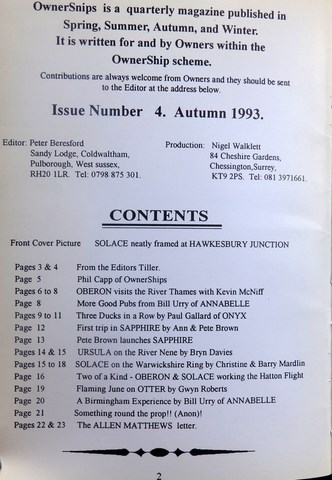 OwnerSnips is a quarterly magazine published in
Spring, Summer, Autumn, and Winter.
It is written for and by Owners within the
OwnerShip scheme.
Contributions are always welcome from Owners and they should be sent
to the Editor at the address below.
Issue Number 4. Autumn 1993.
Editor: Peter Beresford
Sandy Lodge, Coldwaltham,
Pulborough, West sussex,
RH20 1LR. Tel: 0798 875 301.
Production: Nigel Walklett
84 Cheshire Gardens,
Chessington,Surrey,
KT9 2PS. Tel: 081 3971661.
CONTENTS
Front Cover Picture SOLACE neatly framed at HAWKESBURY JUNCTION
Pages 3 & 4 From the Editors Tiller.
Page 5 Phil Capp of OwnerShips
Pages 6 to 8 OBERON visits the River Thames with Kevin McNiff
Page 8 More Good Pubs from Bill Urry of ANNABELLE
Pages 9 to 11 Three Ducks in a Row by Paul Gallard of ONYX
Page 12 First trip in SAPPHIRE by Ann & Pete Brown
Page 13 Pete Brown launches SAPPHIRE
Pages 14 & 15 URSULA on the River Nene by Bryn Davies
Pages 15 to 18 SOLACE on the Warwickshire Ring by Christine & Barry Mardlin
Page 16 Two of a Kind - OBERON & SOLACE working the Hatton Flight
Page 19 Flaming June on OTTER by Gwyn Roberts
Page 20 A Birmingham Experience by Bill Urry of ANNABELLE
Page 21 Something round the prop!! (Anon)!
Pages 22 & 23 The ALLEN MATTHEWS letter.
2